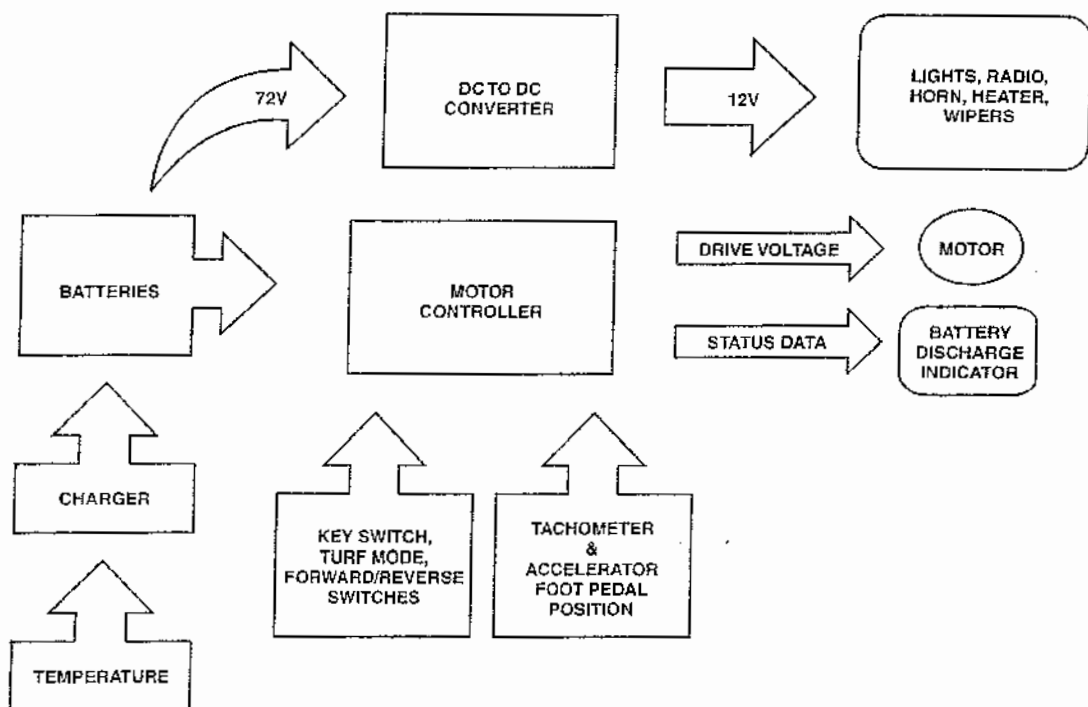 72V
DC TO DC
CONVERTER
12V
LIGHTS, RADIO,
HORN, HEATER,
WIPERS
BATTERIES
MOTOR
CONTROLLER
DRIVE VOLTAGE
MOTOR
STATUS DATA
BATTERY
DISCHARGE
INDICATOR
CHARGER
KEY SWITCH,
TURF MODE,
FORWARD/REVERSE
SWITCHES
TACHOMETER
&
ACCELERATOR
FOOT PEDAL
POSITION
TEMPERATURE